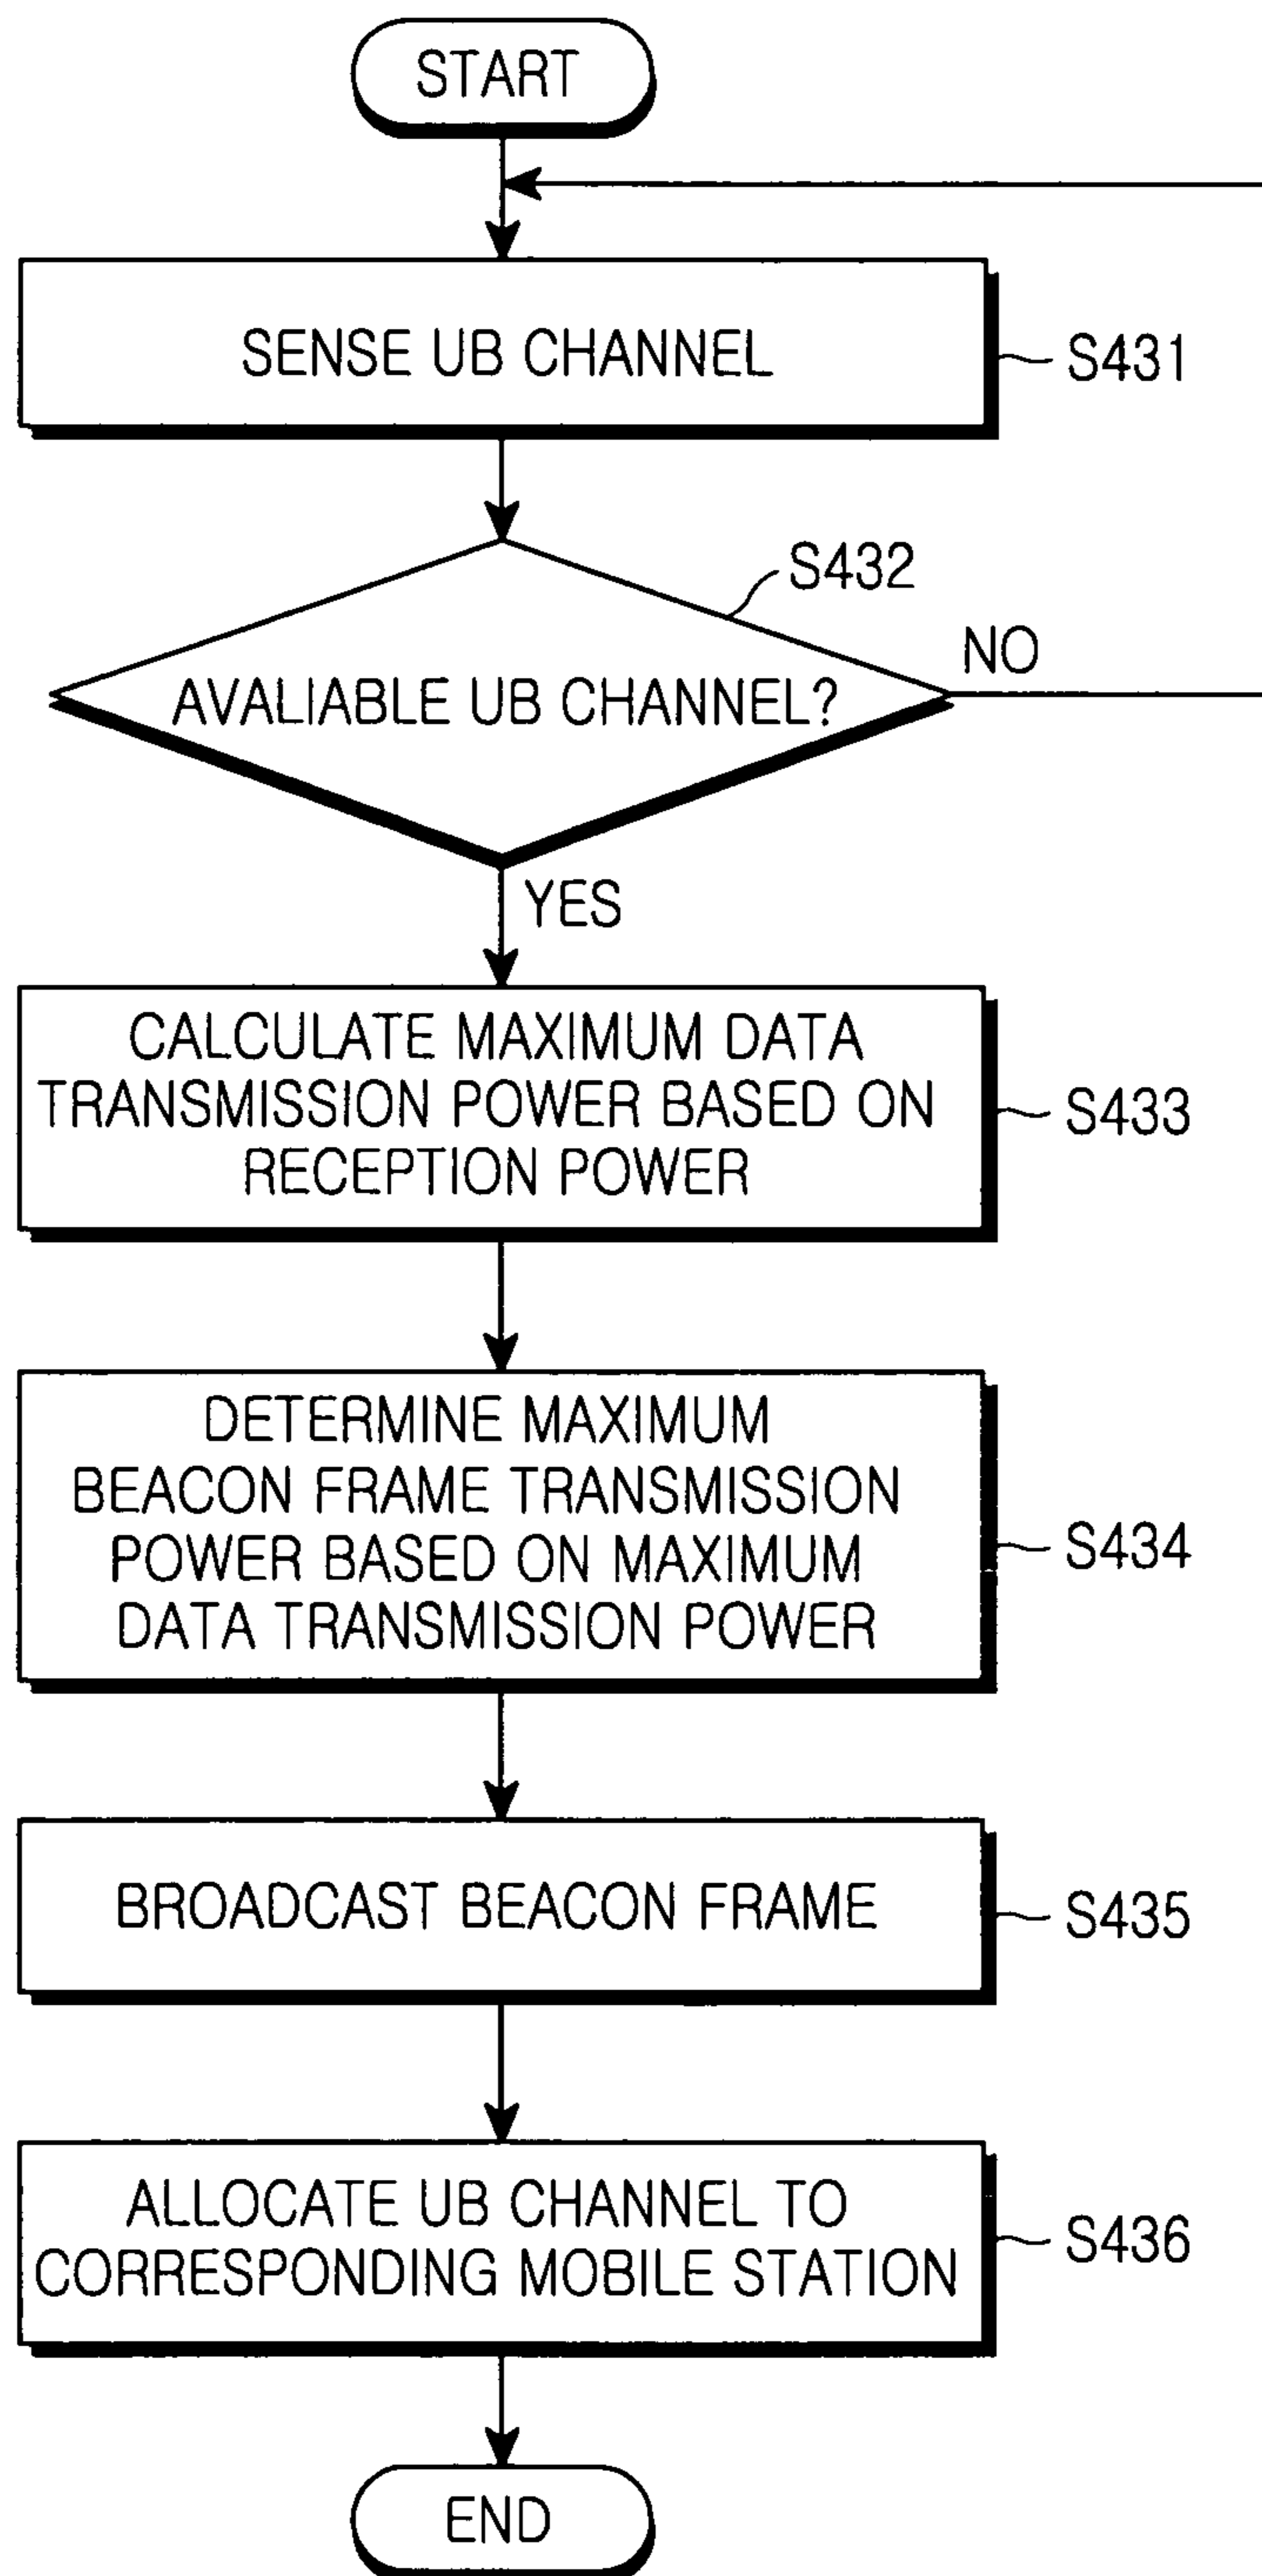 START
SENSE UB CHANNEL
S431
S432
AVALIABLE UB CHANNEL?
NO
YES
CALCULATE MAXIMUM DATA
TRANSMISSION POWER BASED ON
RECEPTION POWER
S433
DETERMINE MAXIMUM
BEACON FRAME TRANSMISSION
POWER BASED ON MAXIMUM
DATA TRANSMISSION POWER
S434
BROADCAST BEACON FRAME
S435
ALLOCATE UB CHANNEL TO
CORRESPONDING MOBILE STATION
S436
END